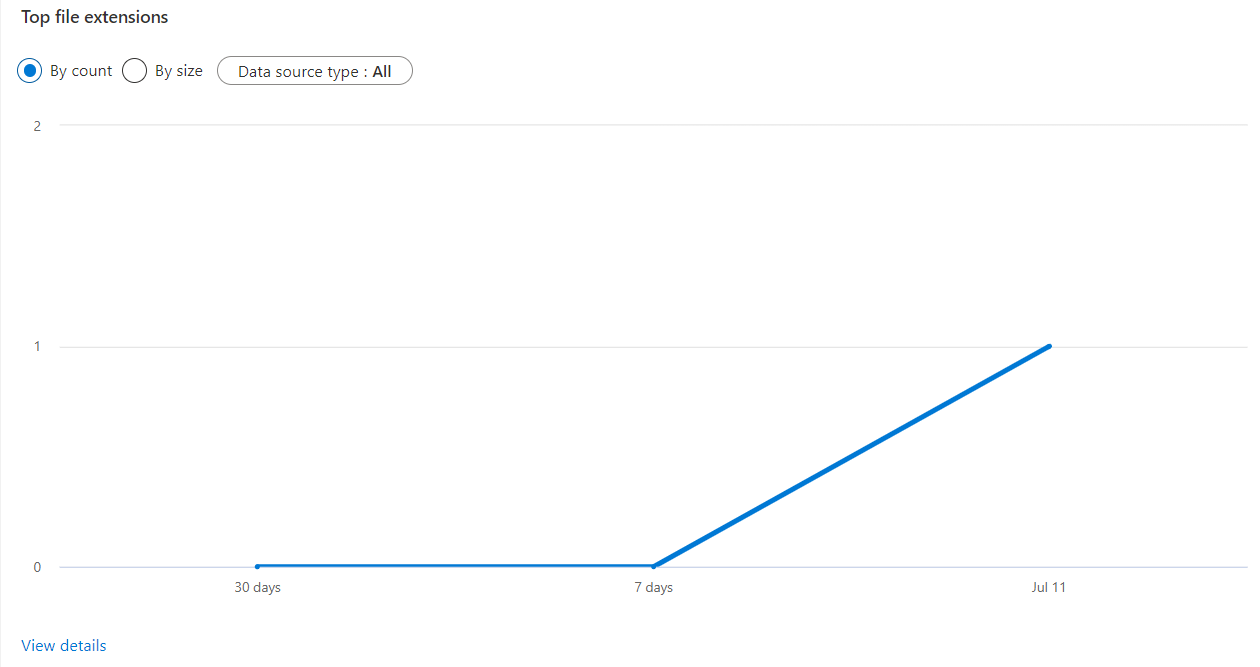 Top file extensions
By count By size Data source type : All
2
1
0
30 days 7 days Jul 11
View details